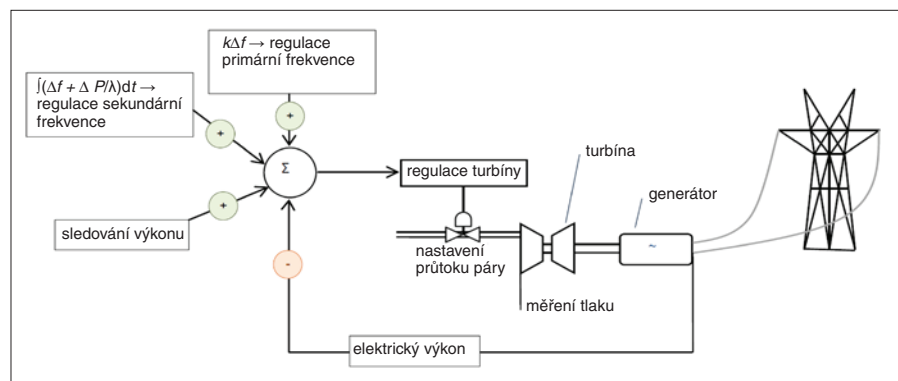 kΔf → regulace
primární frekvence
∫(Δf + Δ P/λ)dt →
regulace sekundární
frekvence
+
+
Σ
+
sledování výkonu
-
regulace turbíny
turbína
generátor
~
nastavení
průtoku páry
měření tlaku
elektrický výkon